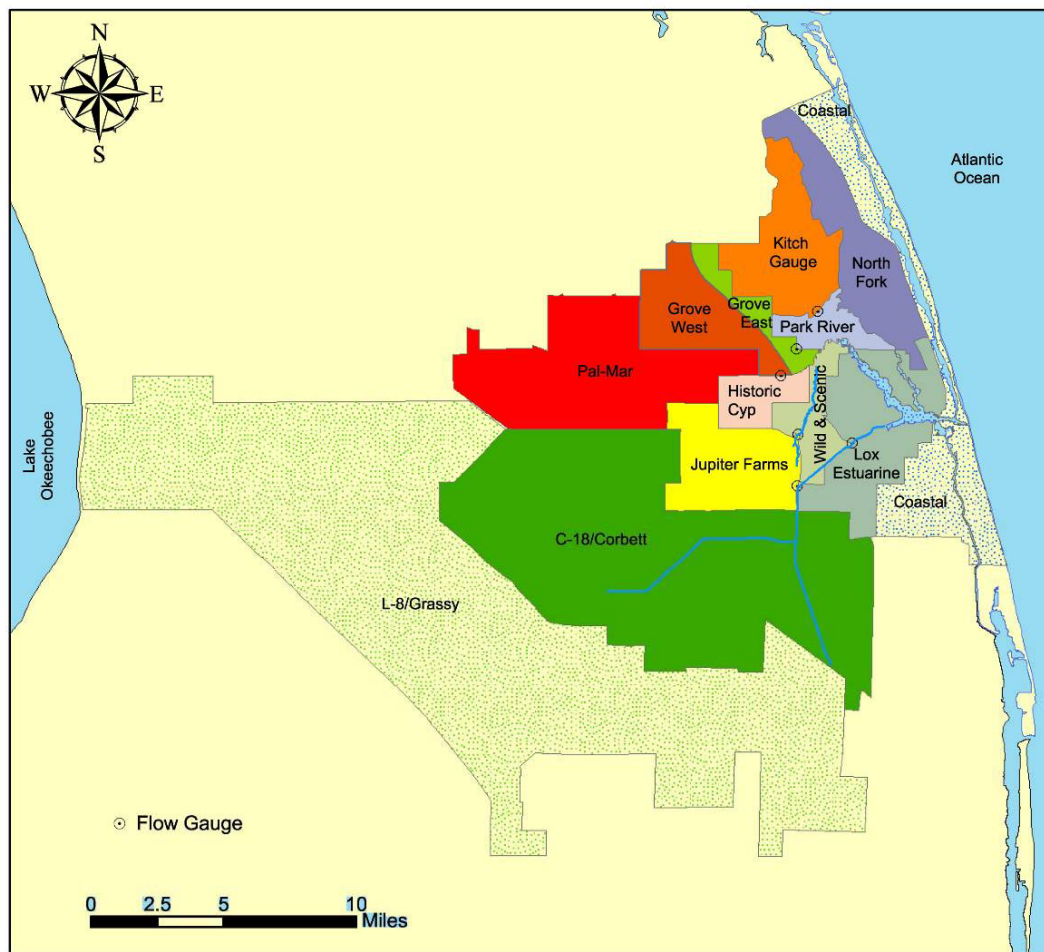 N
W
E
S
Coastal
Atlantic
Ocean
Kitch
Gauge
North
Fork
Grove
West
Grove
East
Park River
Pal-Mar
Historic
Cyp
Wild & Scenic
Lake
Okeechobee
Jupiter Farms
Lox
Estuarine
Coastal
C-18/Corbett
L-8/Grassy
Flow Gauge
0 2.5 5 10
Miles